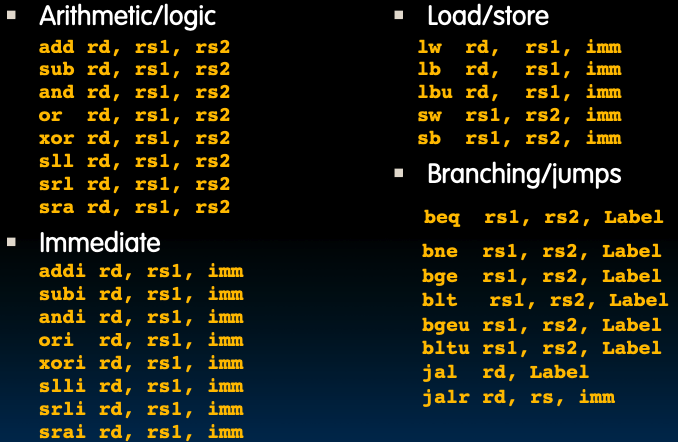 Arithmetic/logic
add rd, rs1, rs2
sub rd, rs1, rs2
and rd, rs1, rs2
or rd, rs1, rs2
xor rd, rs1, rs2
sll rd, rs1, rs2
srl rd, rs1, rs2
sra rd, rs1, rs2
Immediate
addi rd, rs1, imm
subi rd, rs1, imm
andi rd, rs1, imm
ori rd, rs1, imm
xori rd, rs1, imm
slli rd, rs1, imm
srli rd, rs1, imm
srai rd, rs1, imm
Load/store
lw rd, rs1, imm
lb rd, rs1, imm
lbu rd, rs1, imm
sw rs1, rs2, imm
sb rs1, rs2, imm
Branching/jumps
beq rs1, rs2, Label
bne rs1, rs2, Label
bge rs1, rs2, Label
blt rs1, rs2, Label
bgeu rs1, rs2, Label
bltu rs1, rs2, Label
jal rd, Label
jalr rd, rs, imm